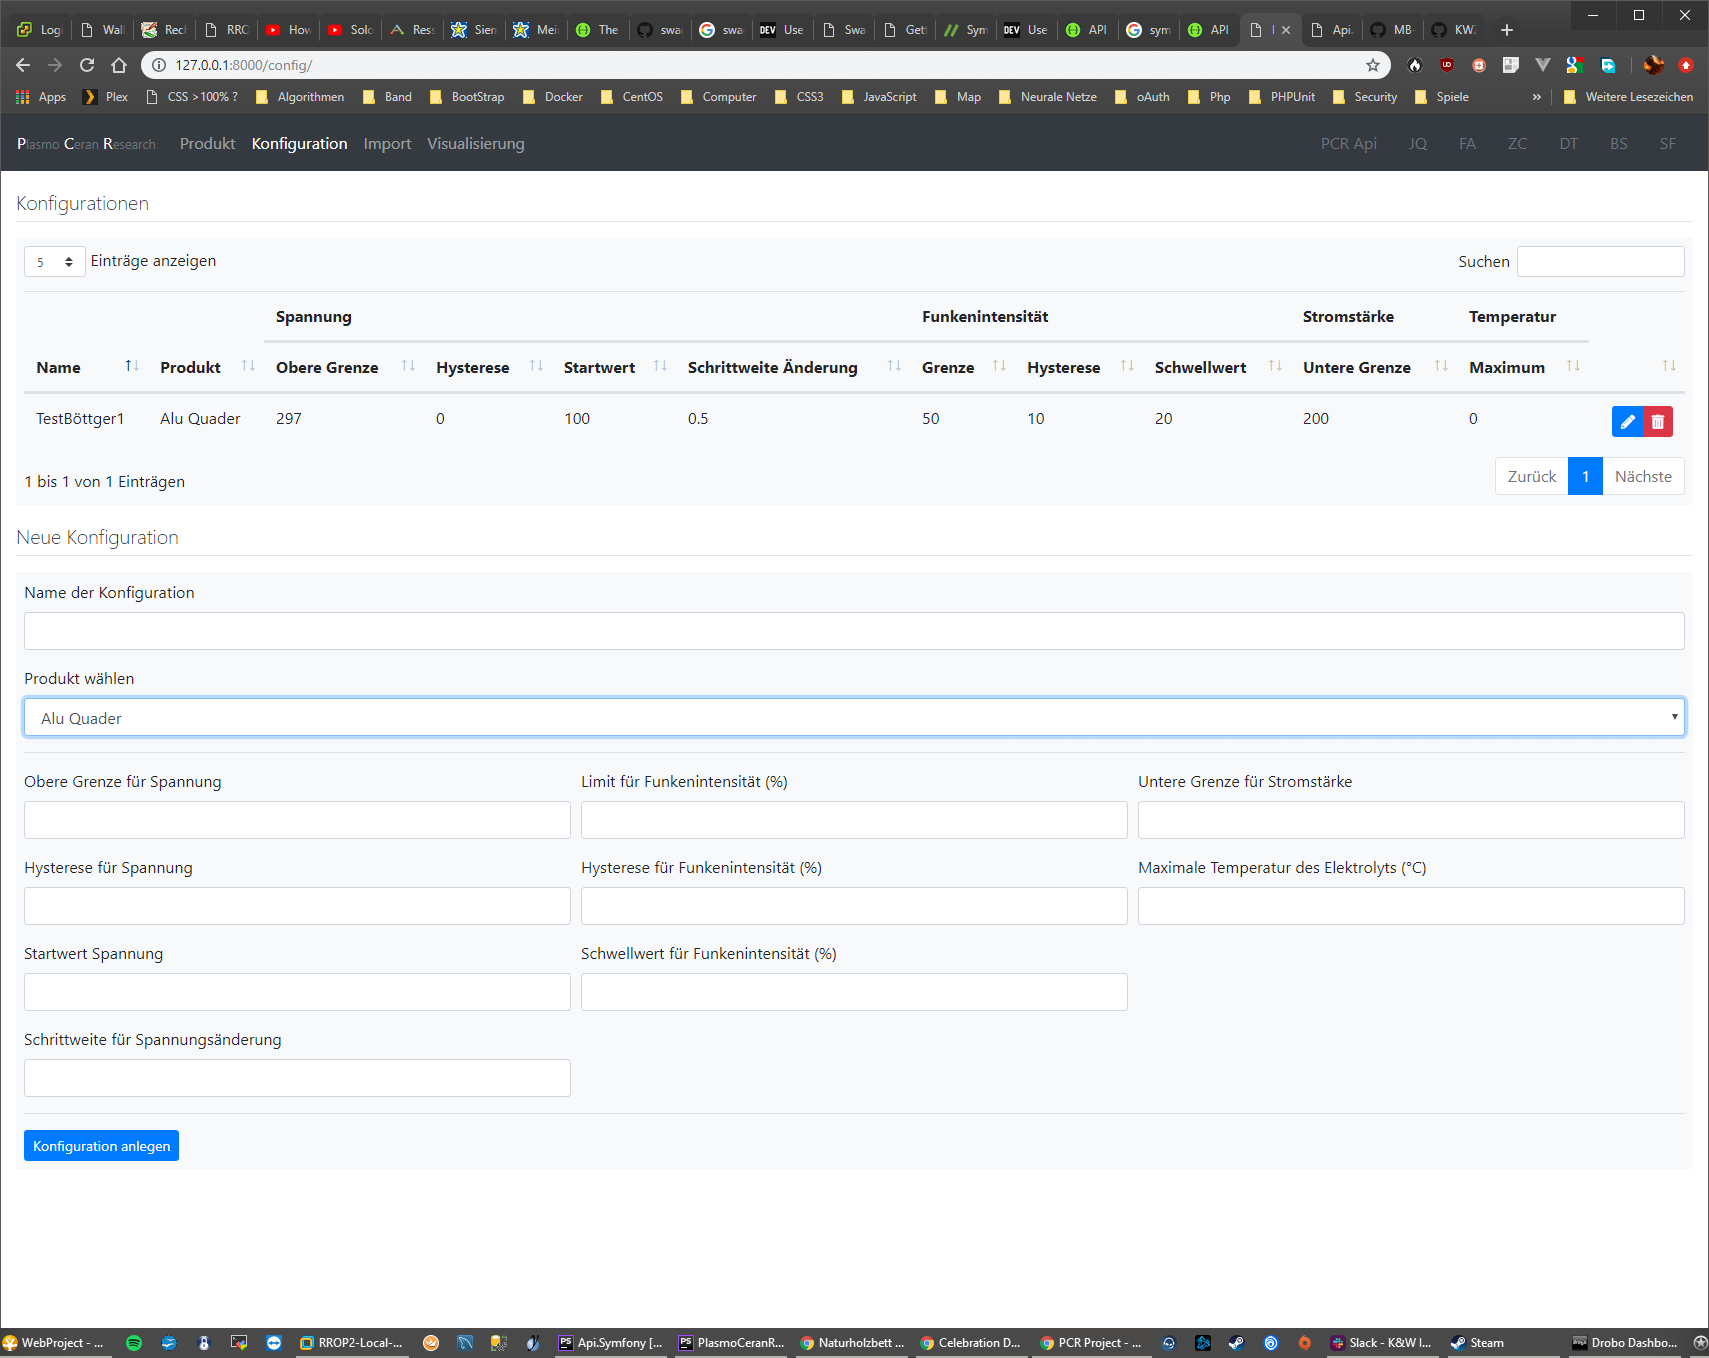 Logi Wall Rech RRO How Solo Ress Sien Mei The swa swa Use Swa Gett Sym Use API sym API Api. MB- KW
127.0.0.1:8000/config/
Apps Plex CSS >100% ? Algorithmen Band BootStrap Docker CentOS Computer CSS3 JavaScript Map Neurale Netze oAuth Php PHPUnit Security Spiele » Weitere Lesezeichen
Plasmo Ceran Research Produkt Konfiguration Import Visualisierung PCR Api JQ FA ZC DT BS SF
Konfigurationen
5 Einträge anzeigen Suchen
Spannung Funkenintensität Stromstärke Temperatur
Name Produkt Obere Grenze Hysterese Startwert Schrittweite Änderung Grenze Hysterese Schwellwert Untere Grenze Maximum
TestBöttger1 Alu Quader 297 0 100 0.5 50 10 20 200 0
1 bis 1 von 1 Einträgen Zurück 1 Nächste
Neue Konfiguration
Name der Konfiguration
Produkt wählen
Alu Quader
Obere Grenze für Spannung Limit für Funkenintensität (%) Untere Grenze für Stromstärke
Hysterese für Spannung Hysterese für Funkenintensität (%) Maximale Temperatur des Elektrolyts (°C)
Startwert Spannung Schwellwert für Funkenintensität (%)
Schrittweite für Spannungsänderung
Konfiguration anlegen
WebProject - ... RROP2-Local-... Api.Symfony [... PlasmoCeranR... Naturholzbett ... Celebration D... PCR Project - ... Slack - K&W I... Steam Drobo Dashbo...